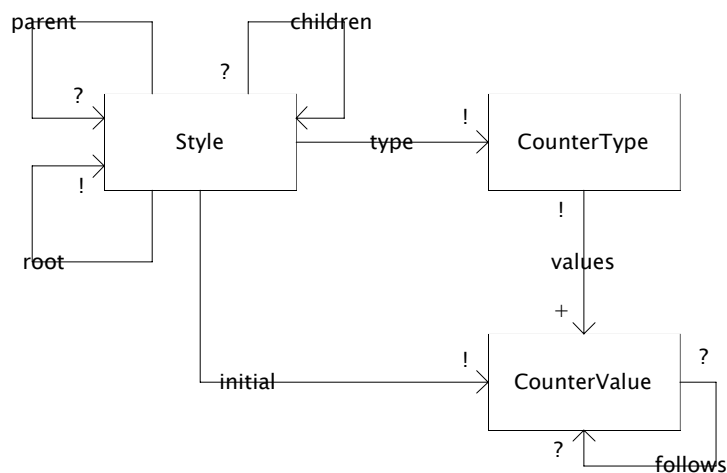 parent
children
?
?
Style
!
type
CounterType
!
!
root
values
+
initial
!
CounterValue
?
?
follows